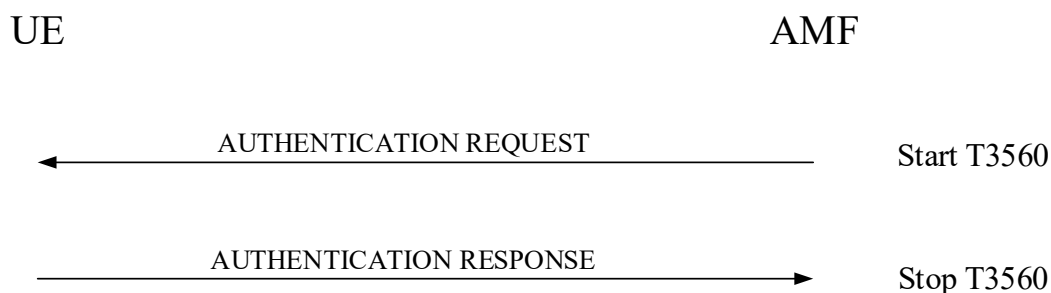 UE AMF
AUTHENTICATION REQUEST Start T3560
AUTHENTICATION RESPONSE Stop T3560